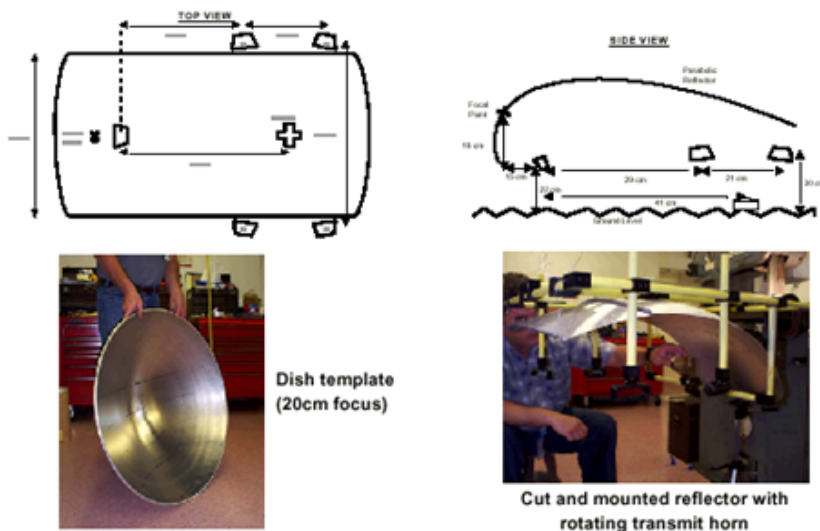 TOP VIEW
SIDE VIEW
Parabolic
Reflector
Focal
Point
18 cm
15 cm
29 cm
21 cm
22 cm
41 cm
Ground Level
Dish template
(20cm focus)
Cut and mounted reflector with
rotating transmit horn